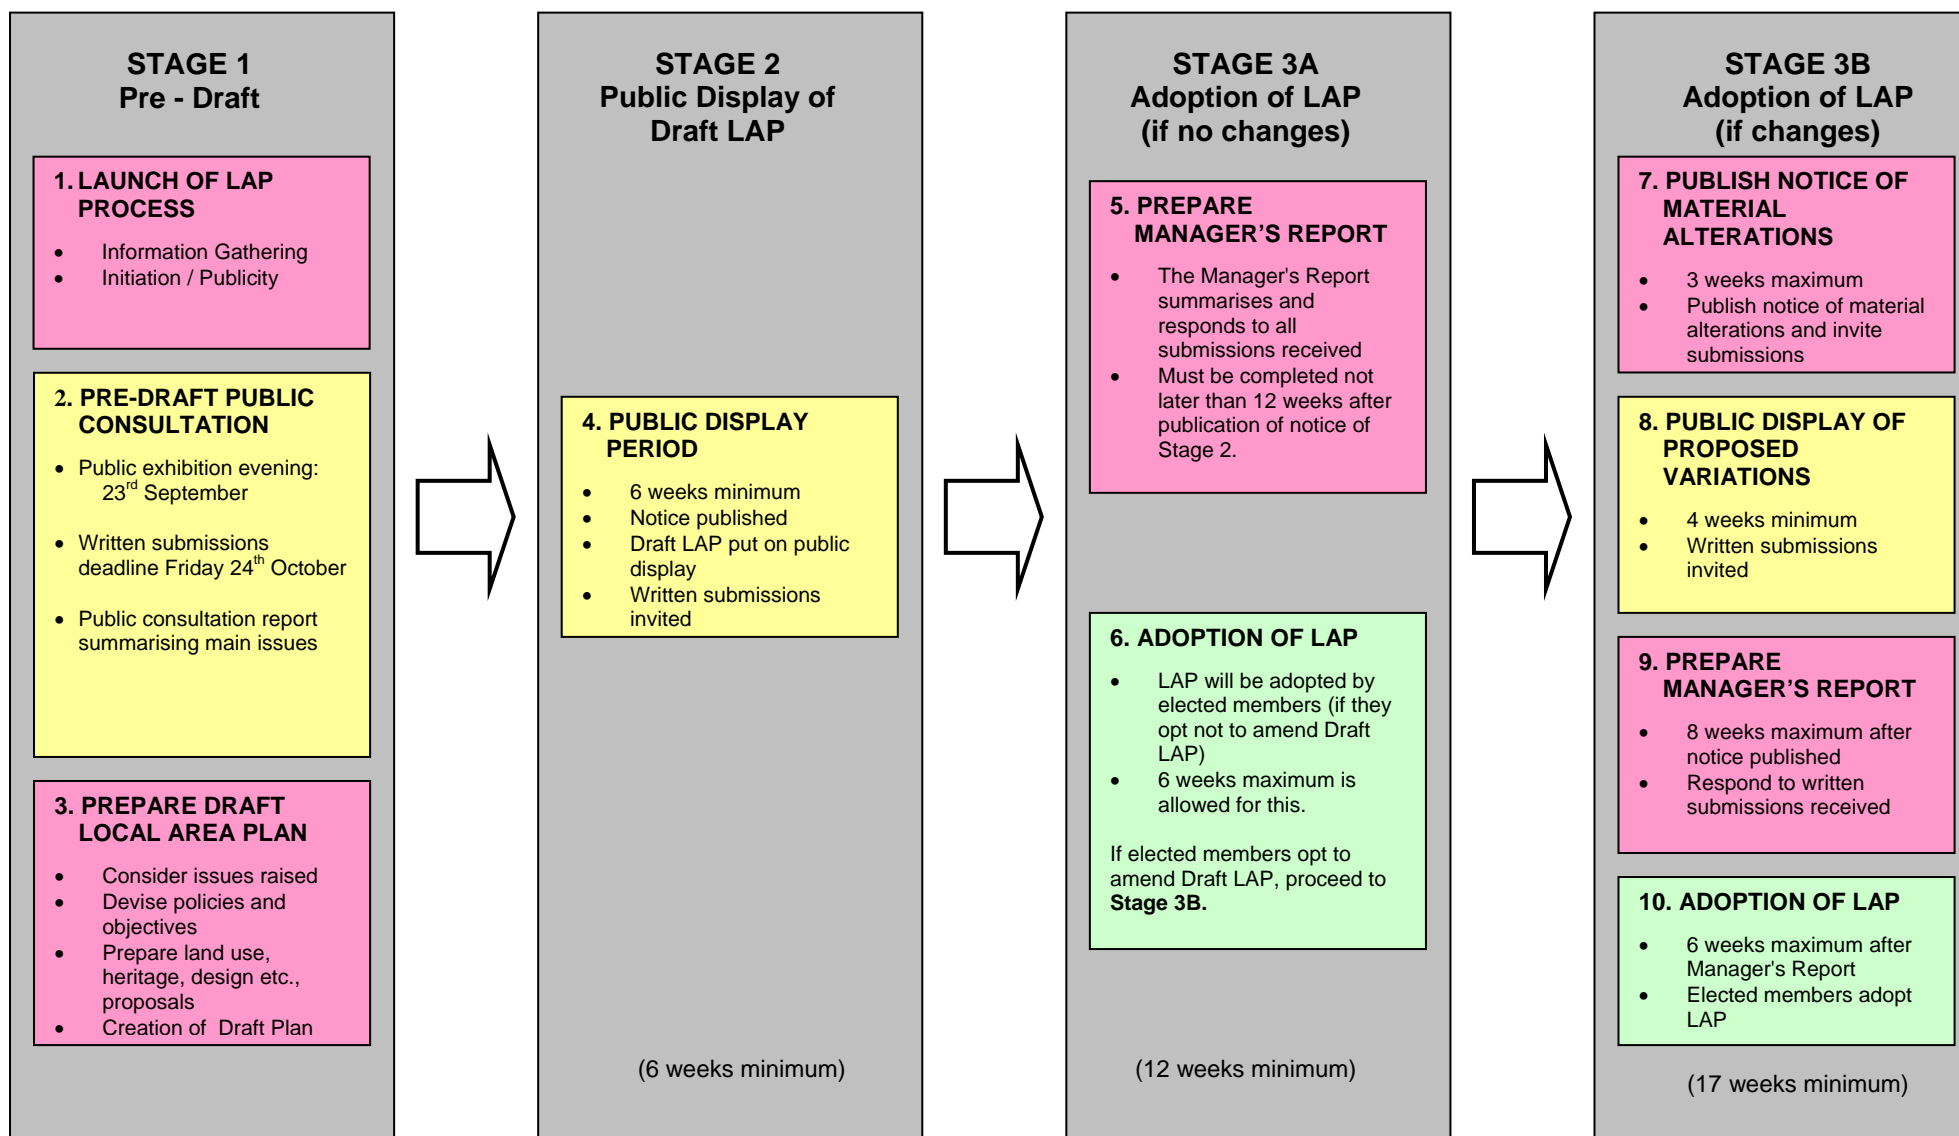 STAGE 1
Pre - Draft
1. LAUNCH OF LAP
PROCESS
• Information Gathering
• Initiation / Publicity
2. PRE-DRAFT PUBLIC
CONSULTATION
• Public exhibition evening:
23rd September
• Written submissions
deadline Friday 24th October
• Public consultation report
summarising main issues
3. PREPARE DRAFT
LOCAL AREA PLAN
• Consider issues raised
• Devise policies and
objectives
• Prepare land use,
heritage, design etc.,
proposals
• Creation of Draft Plan
STAGE 2
Public Display of
Draft LAP
4. PUBLIC DISPLAY
PERIOD
• 6 weeks minimum
• Notice published
• Draft LAP put on public
display
• Written submissions
invited
(6 weeks minimum)
STAGE 3A
Adoption of LAP
(if no changes)
5. PREPARE
MANAGER'S REPORT
• The Manager's Report
summarises and
responds to all
submissions received
• Must be completed not
later than 12 weeks after
publication of notice of
Stage 2.
6. ADOPTION OF LAP
• LAP will be adopted by
elected members (if they
opt not to amend Draft
LAP)
• 6 weeks maximum is
allowed for this.
If elected members opt to
amend Draft LAP, proceed to
Stage 3B.
(12 weeks minimum)
STAGE 3B
Adoption of LAP
(if changes)
7. PUBLISH NOTICE OF
MATERIAL
ALTERATIONS
• 3 weeks maximum
• Publish notice of material
alterations and invite
submissions
8. PUBLIC DISPLAY OF
PROPOSED
VARIATIONS
• 4 weeks minimum
• Written submissions
invited
9. PREPARE
MANAGER'S REPORT
• 8 weeks maximum after
notice published
• Respond to written
submissions received
10. ADOPTION OF LAP
• 6 weeks maximum after
Manager's Report
• Elected members adopt
LAP
(17 weeks minimum)